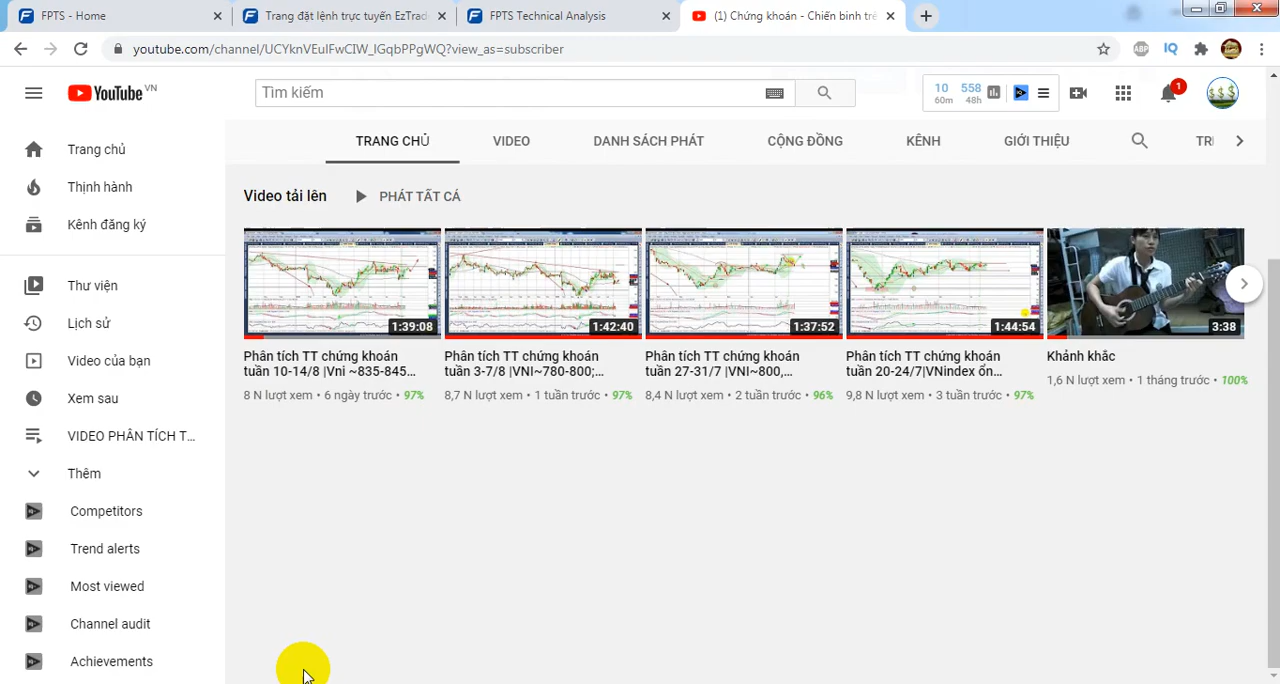 FPTS - Home
Trang đặt lệnh trực tuyến EzTrad
FPTS Technical Analysis
(1) Chứng khoán - Chiến binh trê
youtube.com/channel/UCYknVEuIFwCIW_lGqbPPgWQ?view_as=subscriber
ABP
IQ
YouTube VN
Tìm kiếm
10
60m
558
48h
1
TRANG CHỦ
VIDEO
DANH SÁCH PHÁT
CỘNG ĐỒNG
KÊNH
GIỚI THIỆU
TRI
Trang chủ
Thịnh hành
Kênh đăng ký
Thư viện
Lịch sử
Video của bạn
Xem sau
VIDEO PHÂN TÍCH T...
Thêm
Competitors
Trend alerts
Most viewed
Channel audit
Achievements
Video tải lên
PHÁT TẤT CẢ
1:39:08
Phân tích TT chứng khoán
tuần 10-14/8 |Vni ~835-845...
8 N lượt xem • 6 ngày trước • 97%
1:42:40
Phân tích TT chứng khoán
tuần 3-7/8 |VNI~780-800;...
8,7 N lượt xem • 1 tuần trước • 97%
1:37:52
Phân tích TT chứng khoán
tuần 27-31/7 |VNI~800,...
8,4 N lượt xem • 2 tuần trước • 96%
1:44:54
Phân tích TT chứng khoán
tuần 20-24/7|VNindex ổn...
9,8 N lượt xem • 3 tuần trước • 97%
3:38
Khảnh khắc
1,6 N lượt xem • 1 tháng trước • 100%